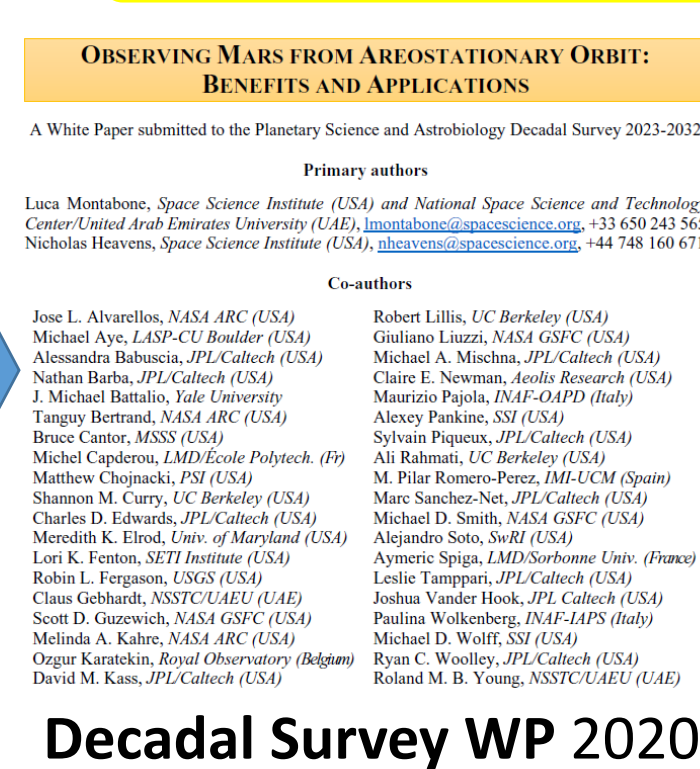 OBSERVING MARS FROM AREOSTATIONARY ORBIT:
BENEFITS AND APPLICATIONS
A White Paper submitted to the Planetary Science and Astrobiology Decadal Survey 2023-2032
Primary authors
Luca Montabone, Space Science Institute (USA) and National Space Science and Technolog
Center/United Arab Emirates University (UAE), lmontabone@spacescience.org, +33 650 243 56
Nicholas Heavens, Space Science Institute (USA), nheavens@spacescience.org, +44 748 160 671
Co-authors
Jose L. Alvarellos, NASA ARC (USA)
Michael Aye, LASP-CU Boulder (USA)
Alessandra Babuscia, JPL/Caltech (USA)
Nathan Barba, JPL/Caltech (USA)
J. Michael Battalio, Yale University
Tanguy Bertrand, NASA ARC (USA)
Bruce Cantor, MSSS (USA)
Michel Capderou, LMD/École Polytech. (Fr)
Matthew Chojnacki, PSI (USA)
Shannon M. Curry, UC Berkeley (USA)
Charles D. Edwards, JPL/Caltech (USA)
Meredith K. Elrod, Univ. of Maryland (USA)
Lori K. Fenton, SETI Institute (USA)
Robin L. Fergason, USGS (USA)
Claus Gebhardt, NSSTC/UAEU (UAE)
Scott D. Guzewich, NASA GSFC (USA)
Melinda A. Kahre, NASA ARC (USA)
Ozgur Karatekin, Royal Observatory (Belgium)
David M. Kass, JPL/Caltech (USA)
Robert Lillis, UC Berkeley (USA)
Giuliano Liuzzi, NASA GSFC (USA)
Michael A. Mischna, JPL/Caltech (USA)
Claire E. Newman, Aeolis Research (USA)
Maurizio Pajola, INAF-OAPD (Italy)
Alexey Pankine, SSI (USA)
Sylvain Piqueux, JPL/Caltech (USA)
Ali Rahmati, UC Berkeley (USA)
M. Pilar Romero-Perez, IMI-UCM (Spain)
Marc Sanchez-Net, JPL/Caltech (USA)
Michael D. Smith, NASA GSFC (USA)
Alejandro Soto, SwRI (USA)
Aymeric Spiga, LMD/Sorbonne Univ. (France)
Leslie Tamppari, JPL/Caltech (USA)
Joshua Vander Hook, JPL Caltech (USA)
Paulina Wolkenberg, INAF-IAPS (Italy)
Michael D. Wolff, SSI (USA)
Ryan C. Woolley, JPL/Caltech (USA)
Roland M. B. Young, NSSTC/UAEU (UAE)
Decadal Survey WP 2020